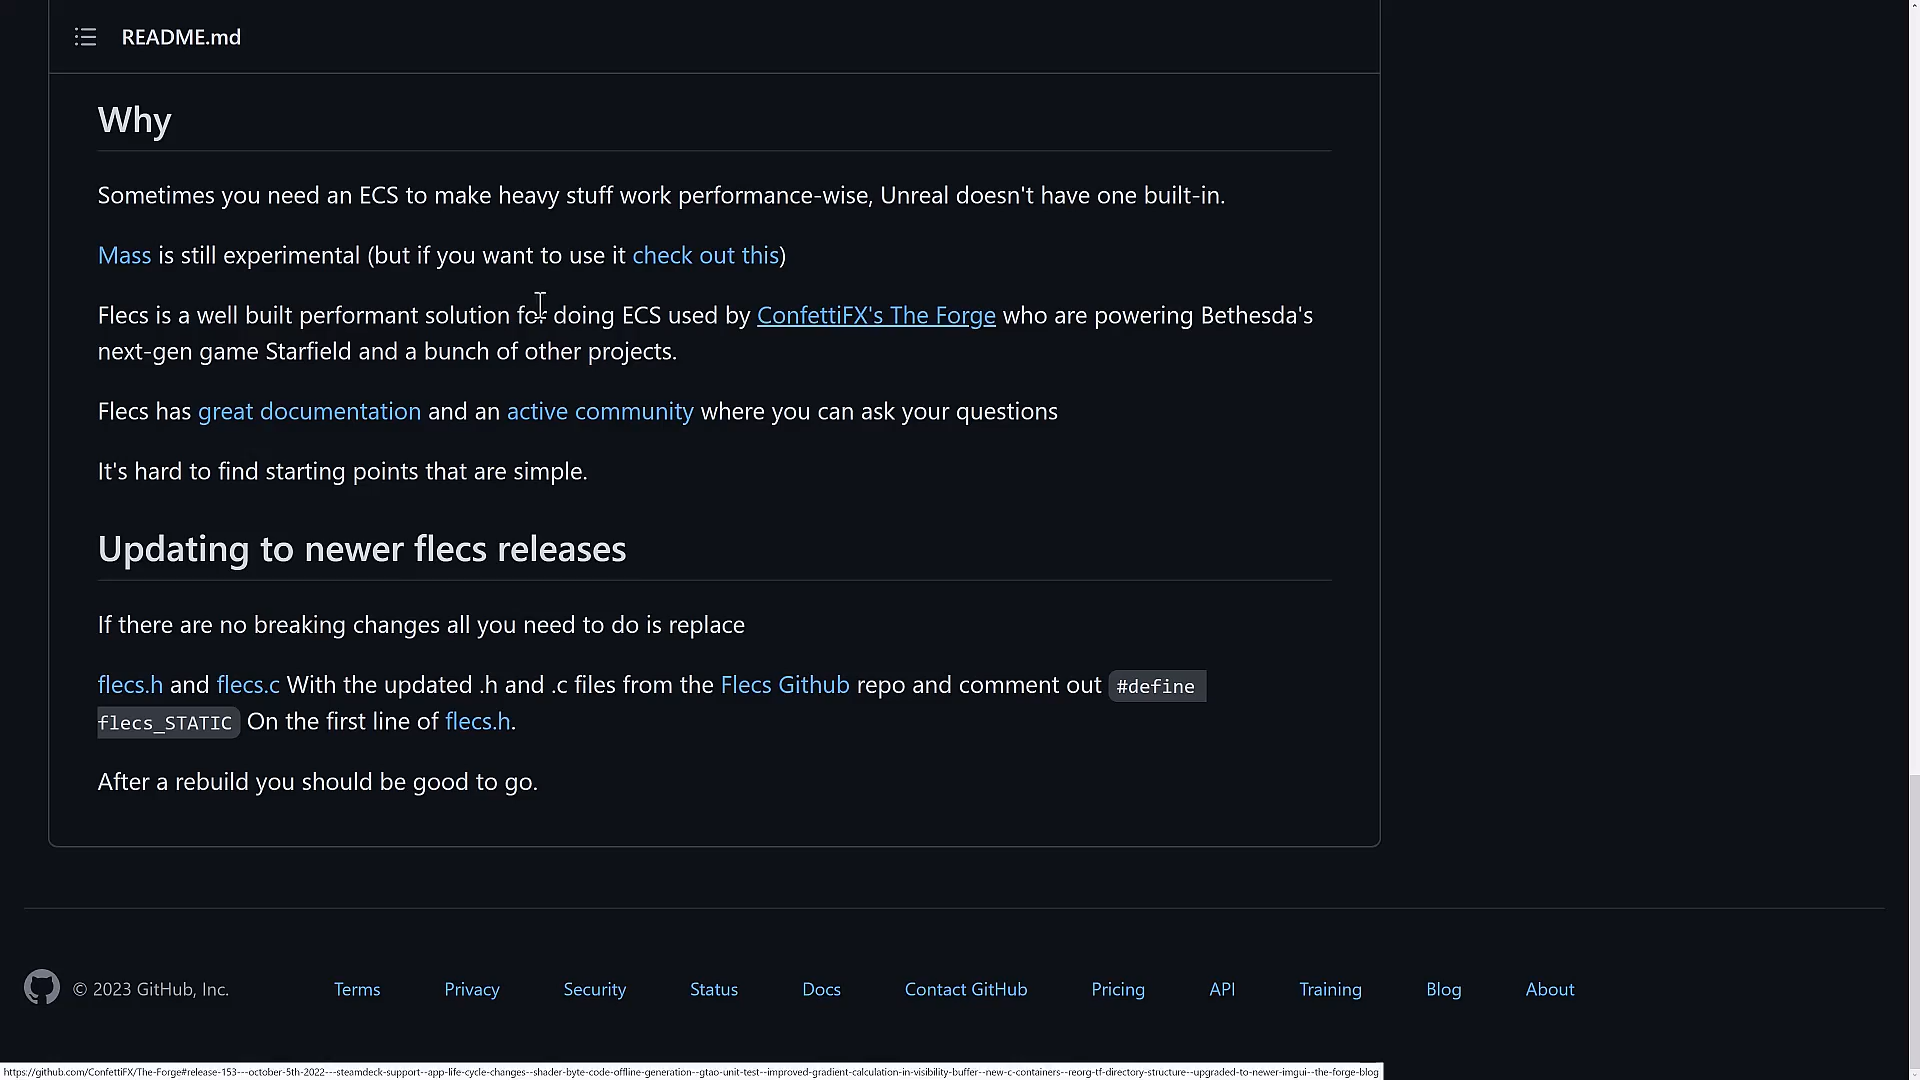 README.md
Why
Sometimes you need an ECS to make heavy stuff work performance-wise, Unreal doesn't have one built-in.
Mass is still experimental (but if you want to use it check out this)
Flecs is a well built performant solution for doing ECS used by ConfettiFX's The Forge who are powering Bethesda's
next-gen game Starfield and a bunch of other projects.
Flecs has great documentation and an active community where you can ask your questions
It's hard to find starting points that are simple.
Updating to newer flecs releases
If there are no breaking changes all you need to do is replace
flecs.h and flecs.c With the updated .h and .c files from the Flecs Github repo and comment out #define
flecs_STATIC On the first line of flecs.h.
After a rebuild you should be good to go.
© 2023 GitHub, Inc. Terms Privacy Security Status Docs Contact GitHub Pricing API Training Blog About
https://github.com/ConfettiFX/The-Forge#release-153---october-5th-2022---steamdeck-support--app-life-cycle-changes--shader-byte-code-offline-generation--gtao-unit-test--improved-gradient-calculation-in-visibility-buffer--new-c-containers--reorg-tf-directory-structure--upgraded-to-newer-imgui--the-forge-blog